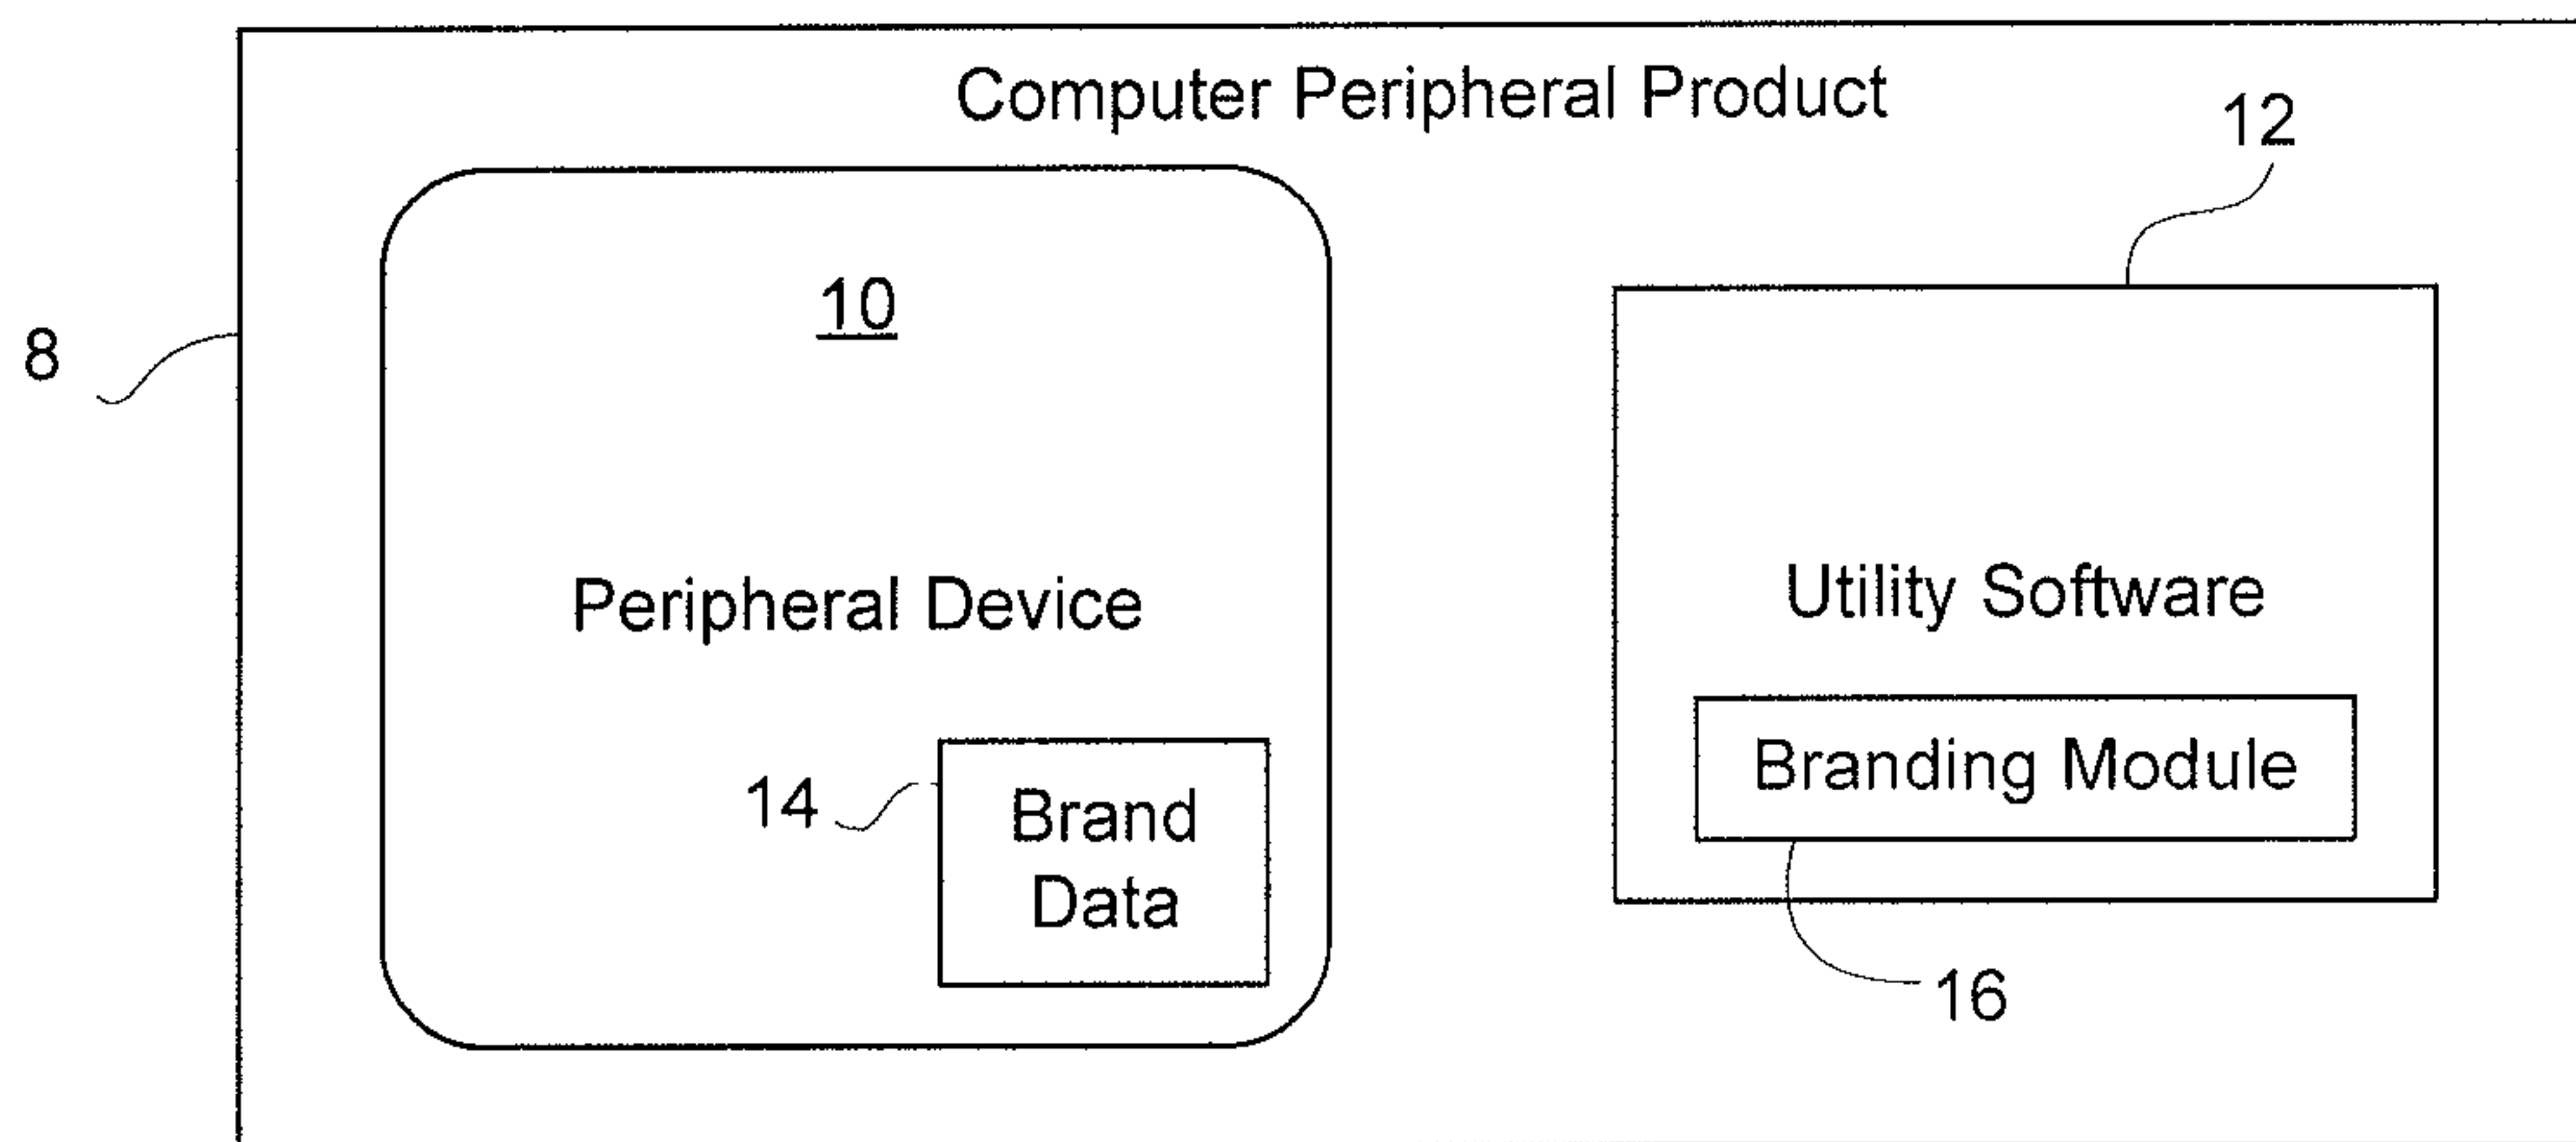 Computer Peripheral Product
12
10
8
Peripheral Device
Utility Software
14
Brand
Data
Branding Module
16